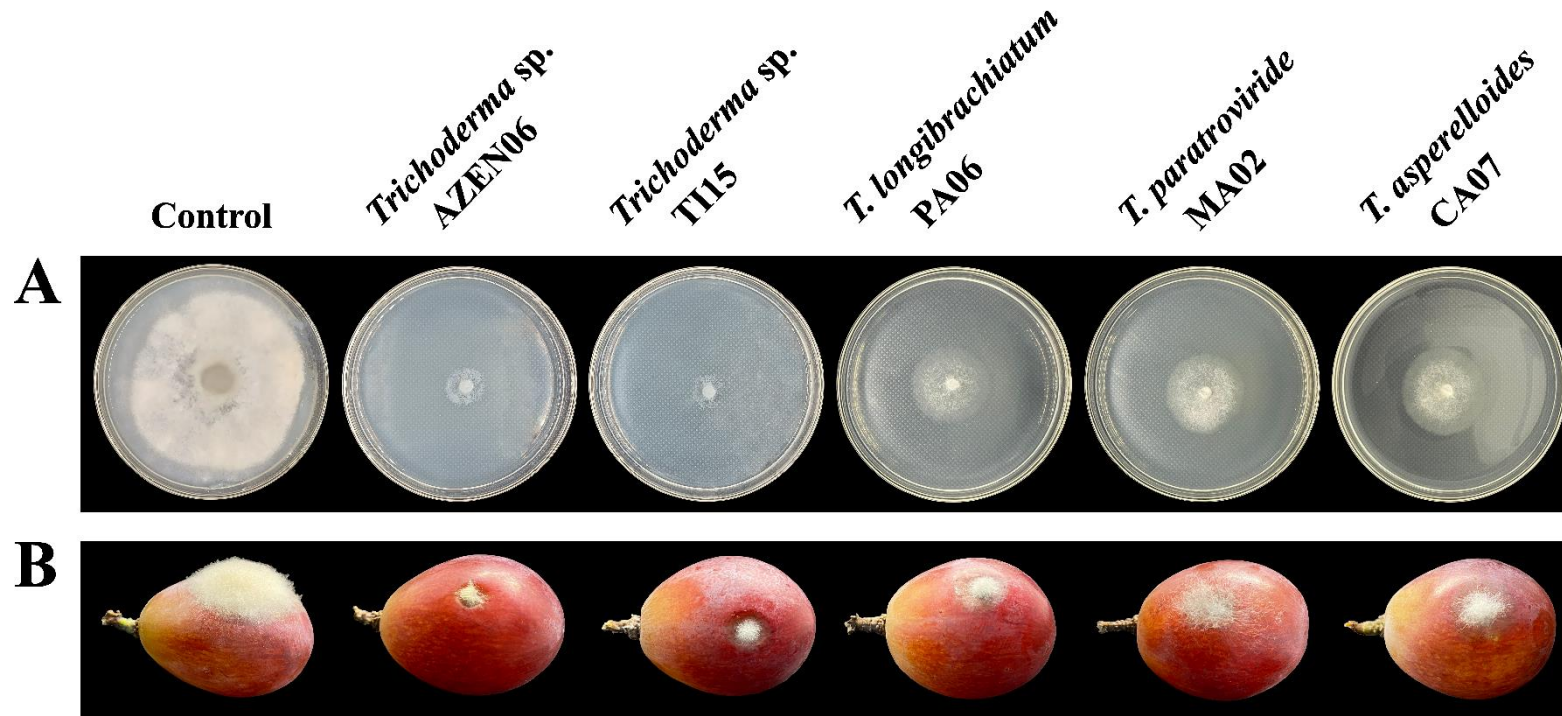 Control
Trichoderma sp.
AZEN06
Trichoderma sp.
TI15
T. longibrachiatum
PA06
T. paratroviride
MA02
T. asperelloides
CA07
A
B